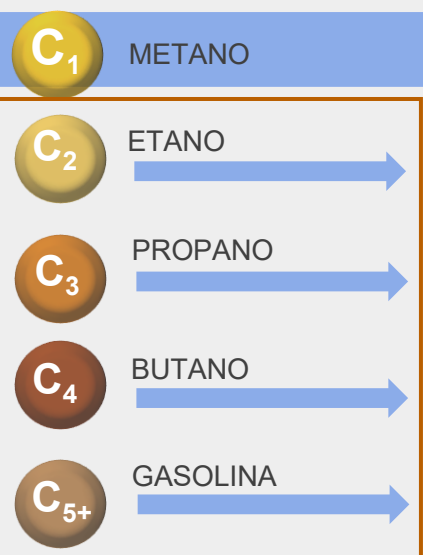 C₁ METANO
C₂ ETANO
C₃ PROPANO
C₄ BUTANO
C₅₊ GASOLINA